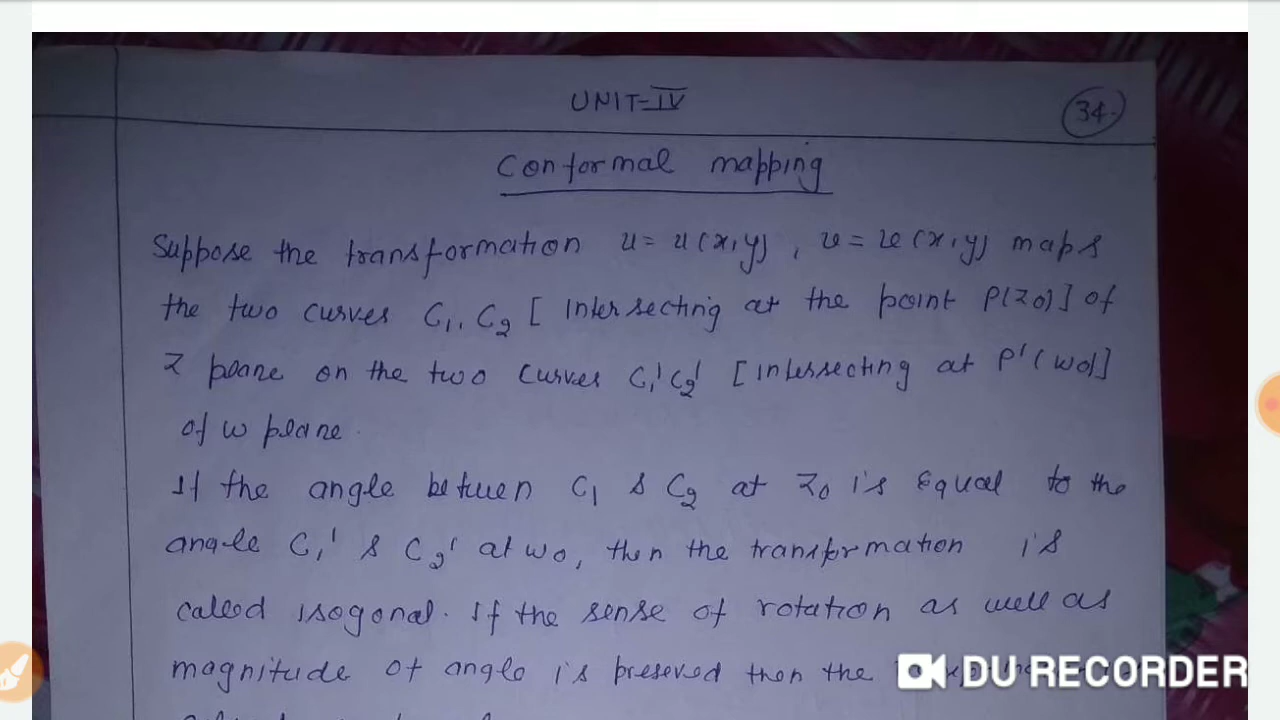 UNIT-IV
34.
Conformal mapping
Suppose the transformation u = u(x,y), v = v(x,y) maps
the two curves C1, C2 [Intersecting at the point P(z0)] of
z plane on the two curves C1' C2' [intersecting at P'(w0)]
of w plane.
If the angle between C1 & C2 at z0 is Equal to the
angle C1' & C2' at w0, then the transformation is
called isogonal. If the sense of rotation as well as
magnitude of angle is preseved then the
DU RECORDER